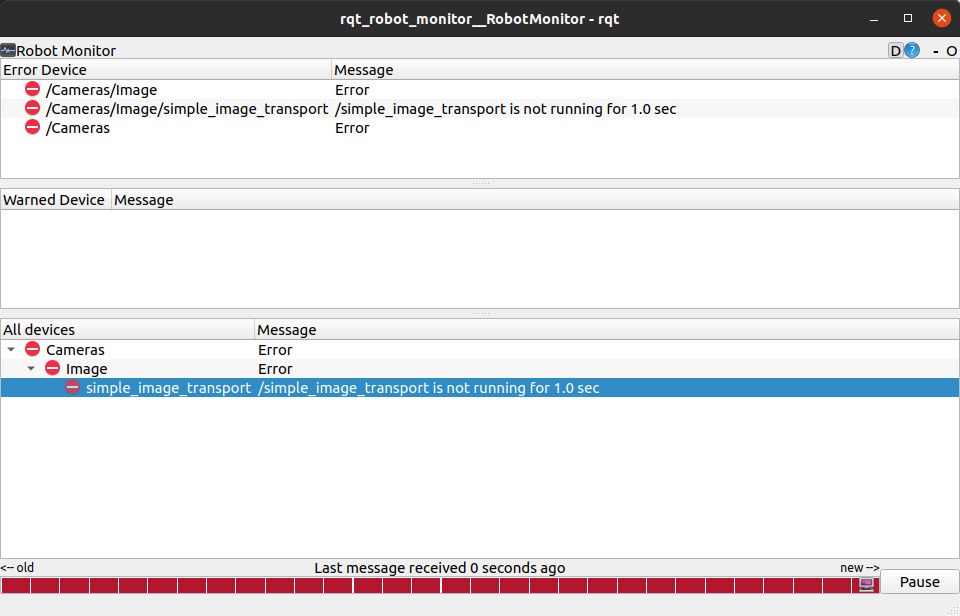 rqt_robot_monitor__RobotMonitor - rqt
Robot Monitor D ? - O
Error Device Message
/Cameras/Image Error
/Cameras/Image/simple_image_transport /simple_image_transport is not running for 1.0 sec
/Cameras Error
Warned Device Message
All devices Message
Cameras Error
Image Error
simple_image_transport /simple_image_transport is not running for 1.0 sec
<-- old Last message received 0 seconds ago new -->
Pause